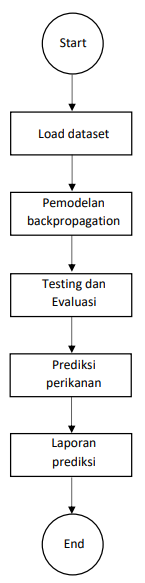 Start
Load dataset
Pemodelan
backpropagation
Testing dan
Evaluasi
Prediksi
perikanan
Laporan
prediksi
End